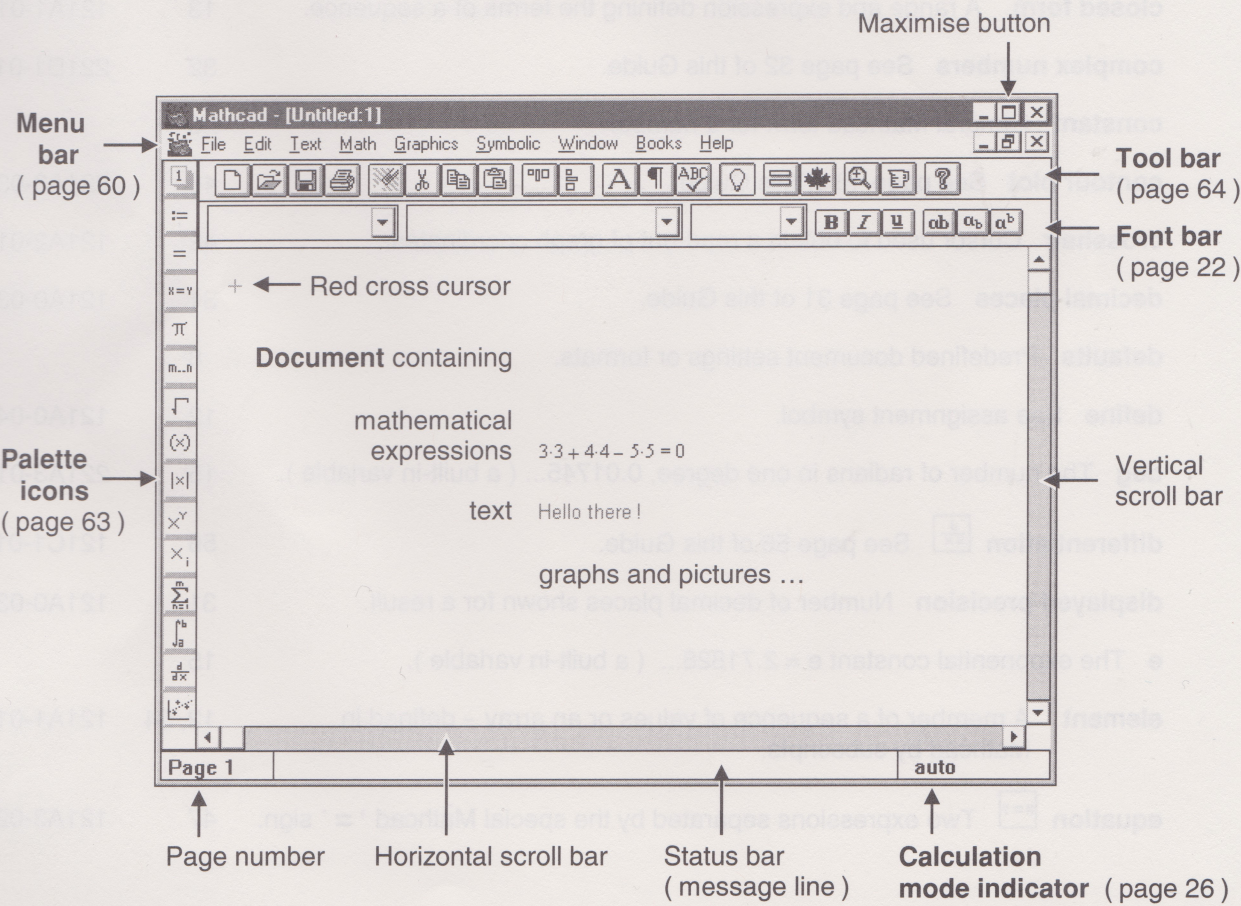 Maximise button
Mathcad - [Untitled:1]
File Edit Text Math Graphics Symbolic Window Books Help
Menu
bar
( page 60 )
Tool bar
( page 64 )
B I u ab
Font bar
( page 22 )
Red cross cursor
Document containing
mathematical
expressions 3·3 + 4·4 – 5·5 = 0
text Hello there !
graphs and pictures …
Palette
icons
( page 63 )
Vertical
scroll bar
Page 1
auto
Page number
Horizontal scroll bar
Status bar
( message line )
Calculation
mode indicator ( page 26 )